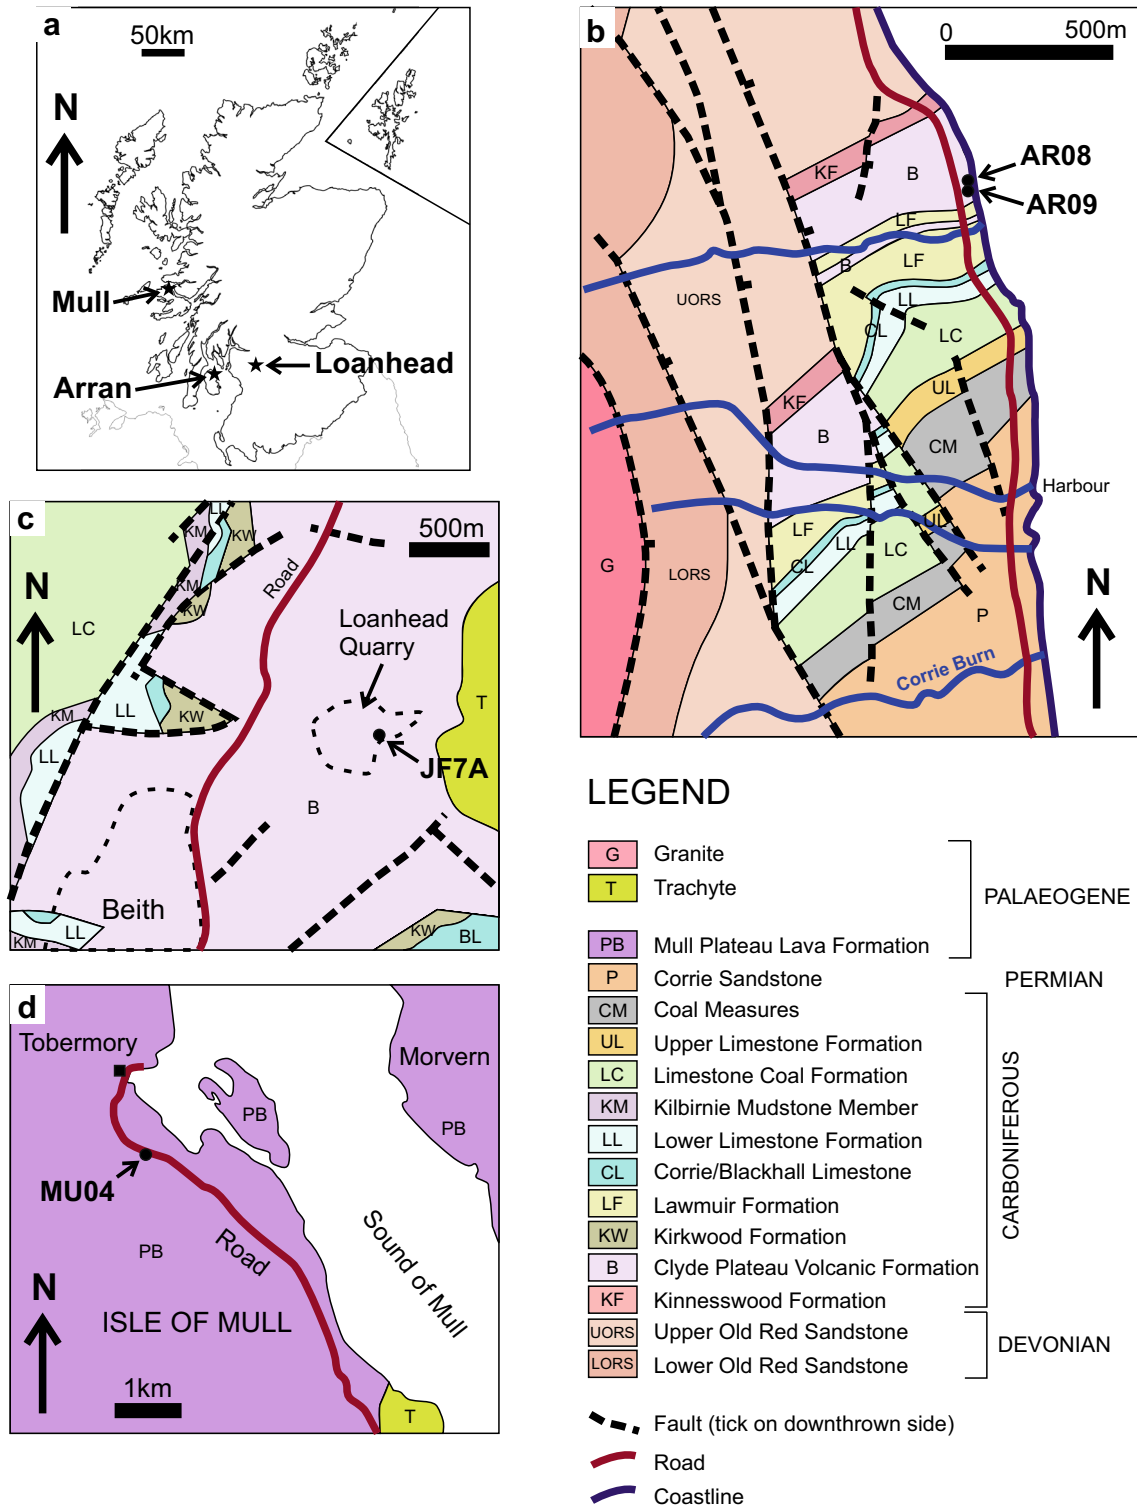 a
50km
N
Mull
Arran
Loanhead
b
0
500m
KF
B
AR08
AR09
LF
B
LF
UORS
LL
CL
LC
KF
UL
B
CM
Harbour
UL
LF
CL
LL
LC
G
LORS
CM
P
N
Corrie Burn
c
500m
LL
KM
KW
KM
KW
N
LC
Road
Loanhead
Quarry
KM
LL
KW
T
LL
JF7A
B
Beith
LL
KM
KW
BL
d
Tobermory
Morvern
PB
PB
MU04
Sound of Mull
Road
PB
N
ISLE OF MULL
1km
T
LEGEND
G Granite
T Trachyte
PALAEOGENE
PB Mull Plateau Lava Formation
P Corrie Sandstone
PERMIAN
CM Coal Measures
UL Upper Limestone Formation
LC Limestone Coal Formation
KM Kilbirnie Mudstone Member
LL Lower Limestone Formation
CL Corrie/Blackhall Limestone
LF Lawmuir Formation
KW Kirkwood Formation
B Clyde Plateau Volcanic Formation
KF Kinnesswood Formation
CARBONIFEROUS
UORS Upper Old Red Sandstone
LORS Lower Old Red Sandstone
DEVONIAN
Fault (tick on downthrown side)
Road
Coastline